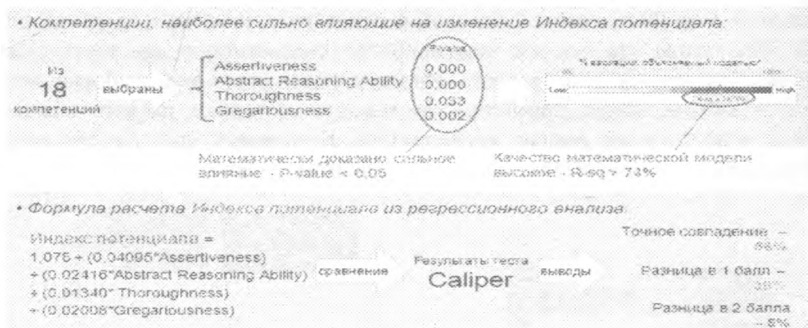 • Компетенции, наиболее сильно влияющие на изменение Индекса потенциала:
Из
18
компетенций
выбраны
Assertiveness
Abstract Reasoning Ability
Thoroughness
Gregariousness
P-value
0.000
0.000
0.033
0.002
Low
High
Математически доказано сильное
влияние - P-value < 0.05
Качество математической модели
высокое - R-sq > 74%
• Формула расчета Индекса потенциала из регрессионного анализа:
Индекс потенциала =
1,076 + (0.04095*Assertiveness)
+ (0.02416*Abstract Reasoning Ability)
+ (0.01340* Thoroughness)
+ (0.02008*Gregariousness)
сравнение
Результаты теста
Caliper
выводы
Точное совпадение –
Разница в 1 балл –
Разница в 2 балла
– 8%